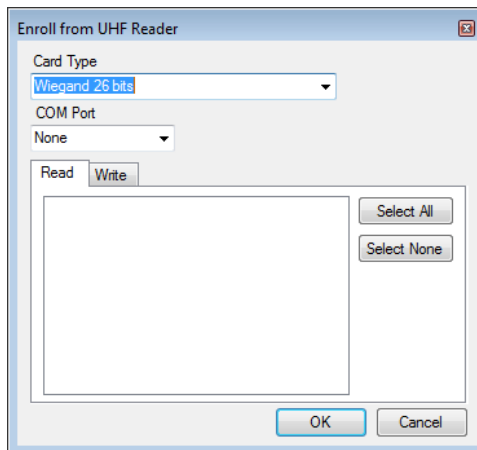 Enroll from UHF Reader
Card Type
Wiegand 26 bits
COM Port
None
Read Write
Select All
Select None
OK Cancel